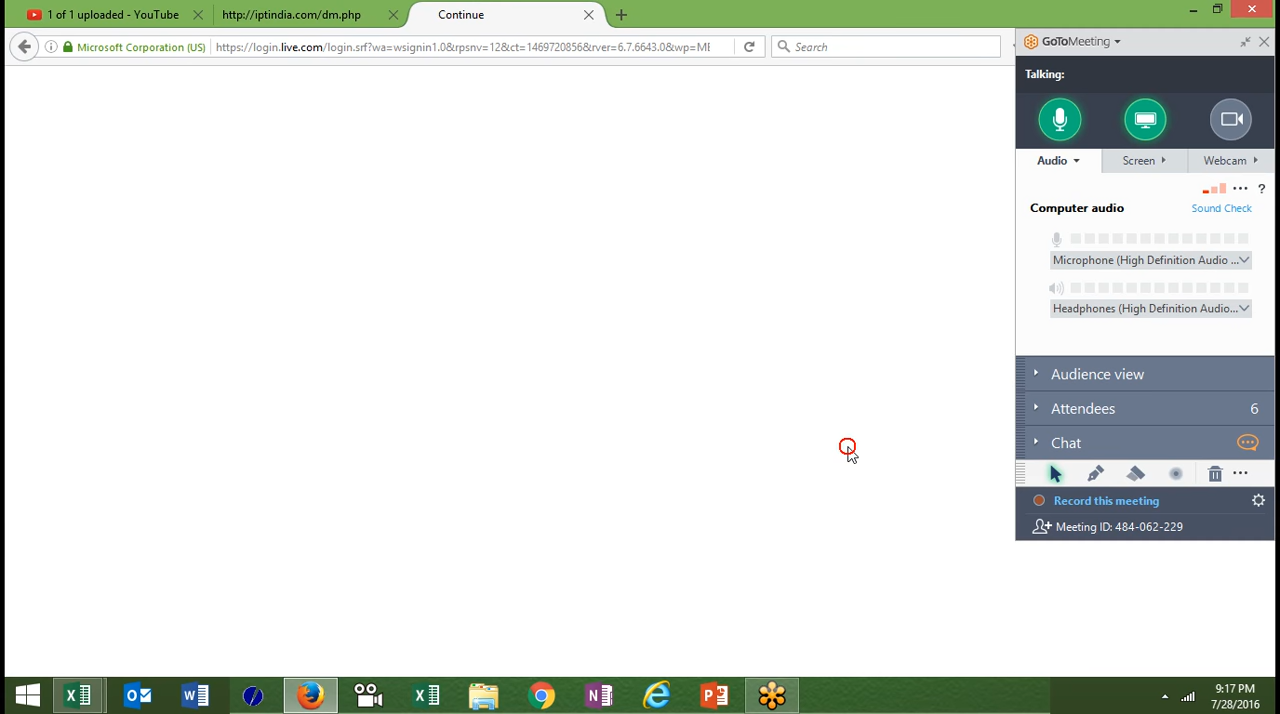 1 of 1 uploaded - YouTube
http://iptindia.com/dm.php
Continue
Microsoft Corporation (US)
https://login.live.com/login.srf?wa=wsignin1.0&rpsnv=12&ct=1469720856&rver=6.7.6643.0&wp=MB
Search
GoToMeeting
Talking:
Audio
Screen
Webcam
?
Computer audio
Sound Check
Microphone (High Definition Audio ...
Headphones (High Definition Audio...
Audience view
Attendees 6
Chat
Record this meeting
Meeting ID: 484-062-229
9:17 PM
7/28/2016